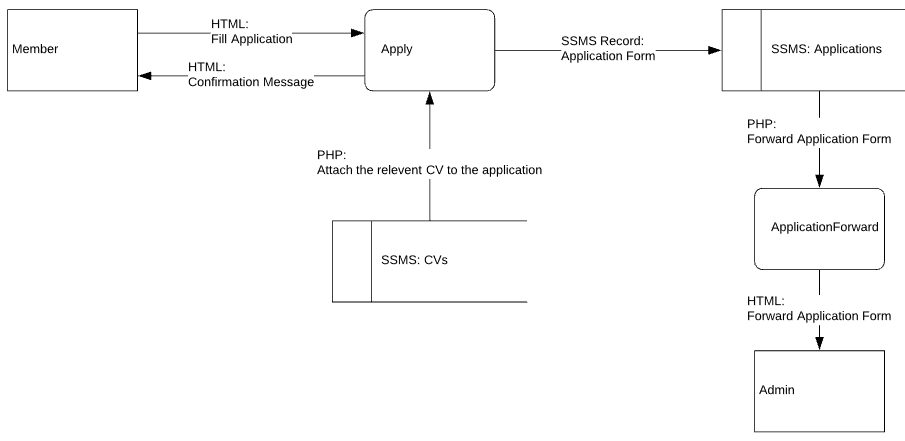 HTML:
Fill Application
Member
Apply
HTML:
Confirmation Message
SSMS Record:
Application Form
SSMS: Applications
PHP:
Forward Application Form
PHP:
Attach the relevent CV to the application
ApplicationForward
SSMS: CVs
HTML:
Forward Application Form
Admin